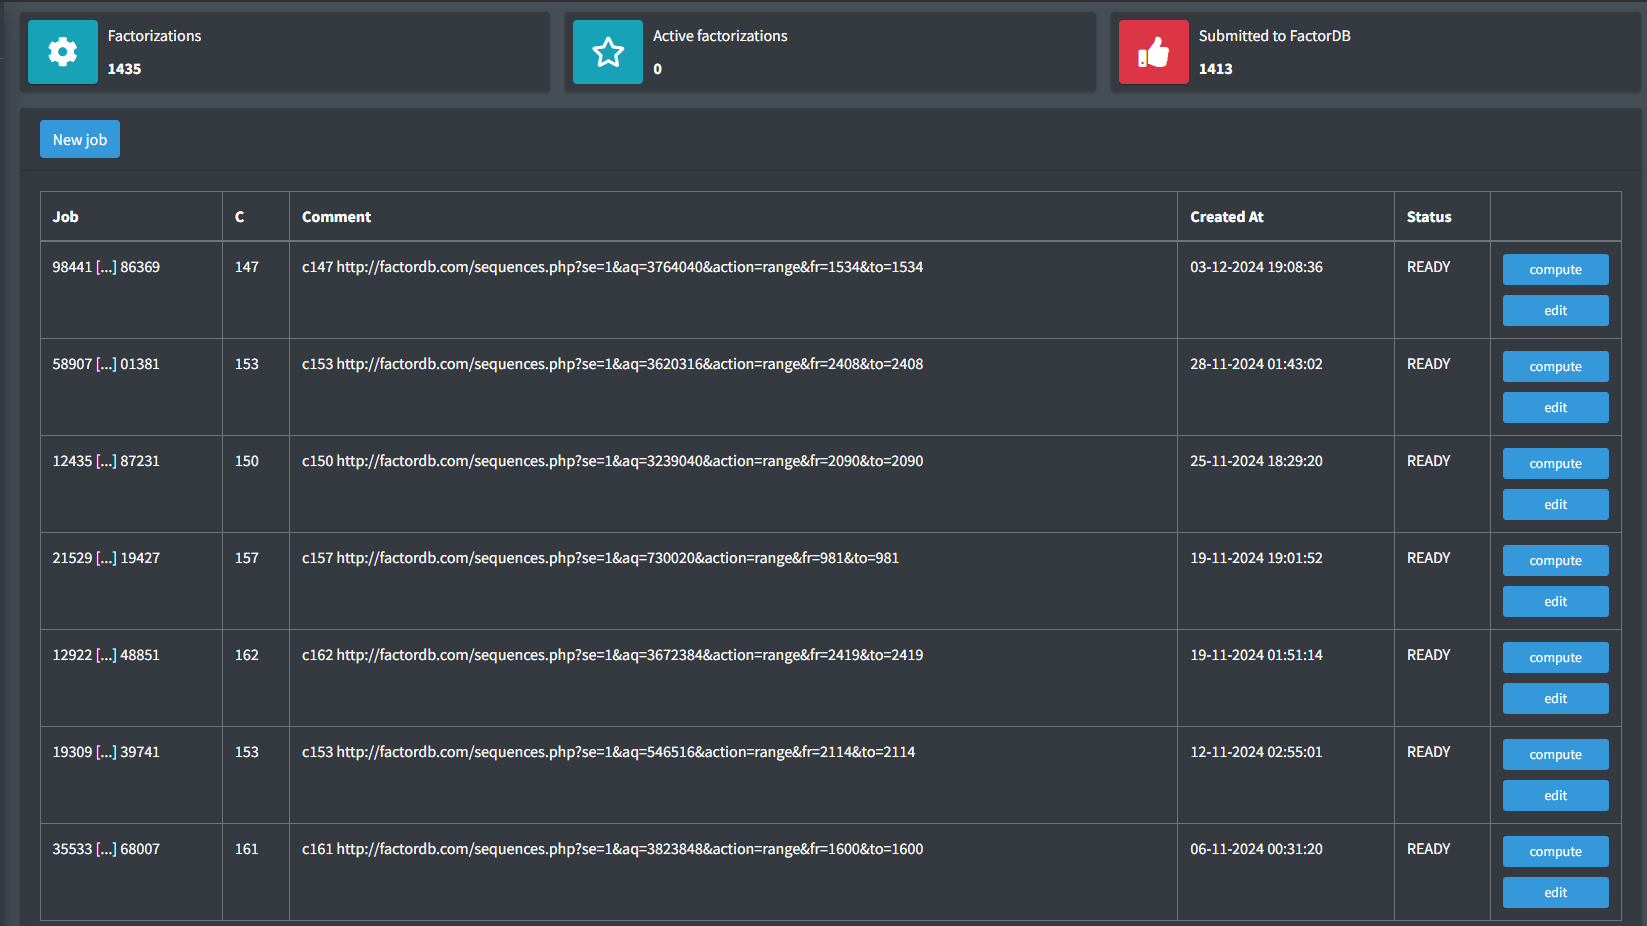 Factorizations
1435
Active factorizations
0
Submitted to FactorDB
1413
New job
Job C Comment Created At Status
98441 [...] 86369 147 c147 http://factordb.com/sequences.php?se=1&aq=3764040&action=range&fr=1534&to=1534 03-12-2024 19:08:36 READY compute
edit
58907 [...] 01381 153 c153 http://factordb.com/sequences.php?se=1&aq=3620316&action=range&fr=2408&to=2408 28-11-2024 01:43:02 READY compute
edit
12435 [...] 87231 150 c150 http://factordb.com/sequences.php?se=1&aq=3239040&action=range&fr=2090&to=2090 25-11-2024 18:29:20 READY compute
edit
21529 [...] 19427 157 c157 http://factordb.com/sequences.php?se=1&aq=730020&action=range&fr=981&to=981 19-11-2024 19:01:52 READY compute
edit
12922 [...] 48851 162 c162 http://factordb.com/sequences.php?se=1&aq=3672384&action=range&fr=2419&to=2419 19-11-2024 01:51:14 READY compute
edit
19309 [...] 39741 153 c153 http://factordb.com/sequences.php?se=1&aq=546516&action=range&fr=2114&to=2114 12-11-2024 02:55:01 READY compute
edit
35533 [...] 68007 161 c161 http://factordb.com/sequences.php?se=1&aq=3823848&action=range&fr=1600&to=1600 06-11-2024 00:31:20 READY compute
edit